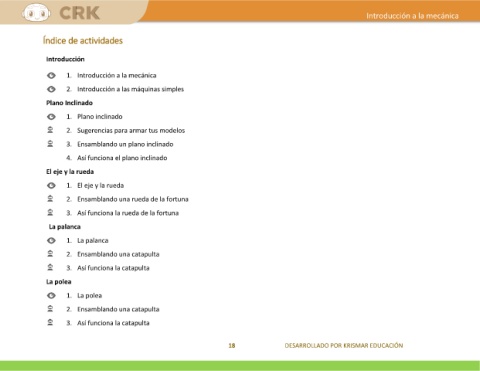 CRK
Introducción a la mecánica
Índice de actividades
Introducción
1. Introducción a la mecánica
2. Introducción a las máquinas simples
Plano Inclinado
1. Plano inclinado
2. Sugerencias para armar tus modelos
3. Ensamblando un plano inclinado
4. Así funciona el plano inclinado
El eje y la rueda
1. El eje y la rueda
2. Ensamblando una rueda de la fortuna
3. Así funciona la rueda de la fortuna
La palanca
1. La palanca
2. Ensamblando una catapulta
3. Así funciona la catapulta
La polea
1. La polea
2. Ensamblando una catapulta
3. Así funciona la catapulta
18 DESARROLLADO POR KRISMAR EDUCACIÓN